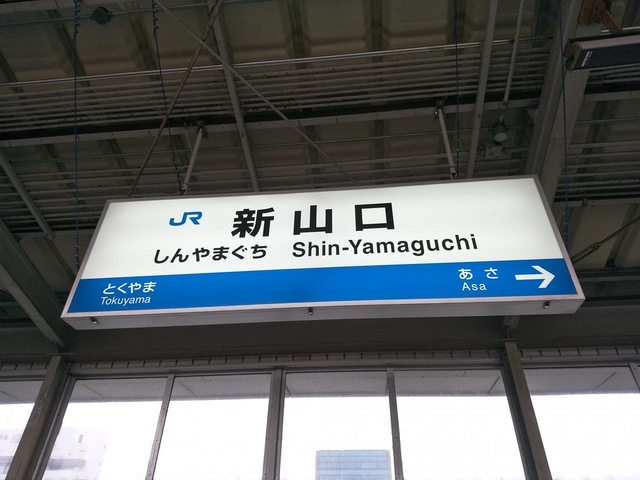 JR 新山口
しんやまぐち Shin-Yamaguchi
とくやま
Tokuyama
あさ
Asa